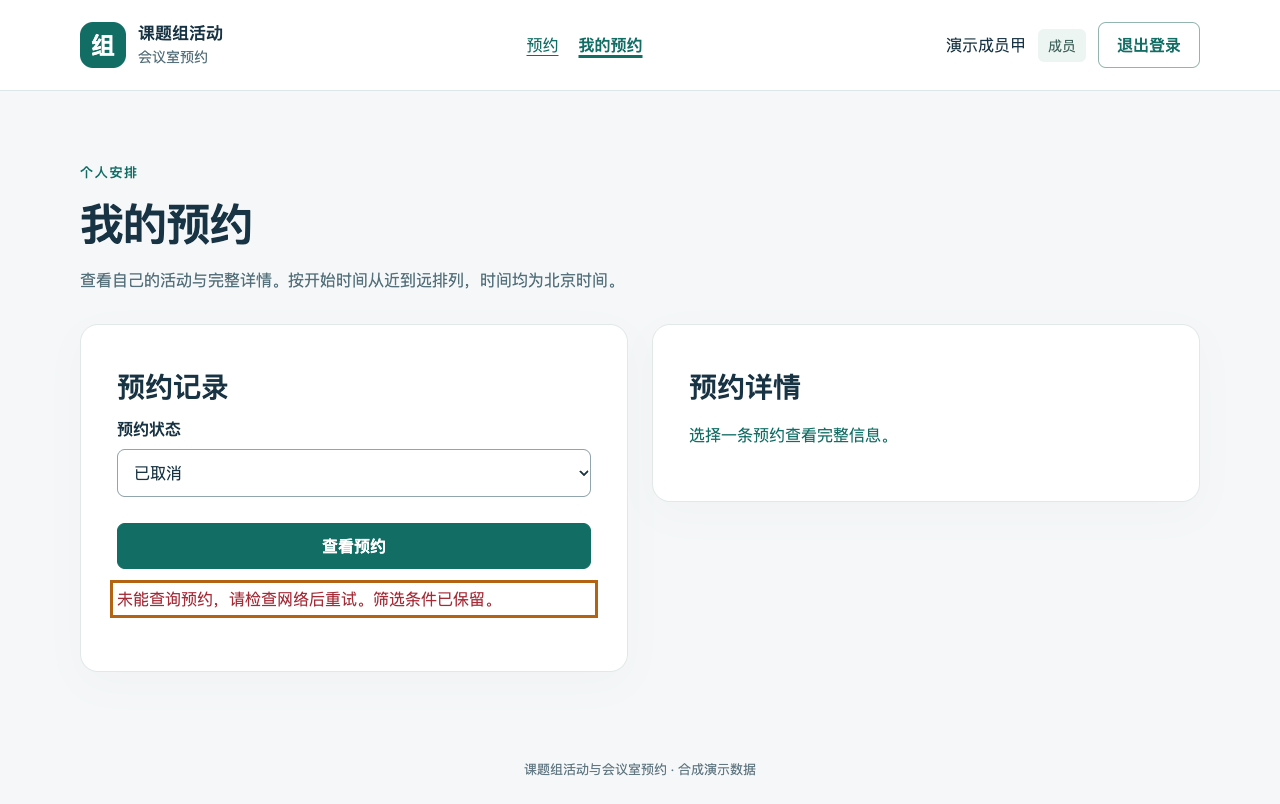 组
课题组活动
会议室预约
预约
我的预约
演示成员甲
成员
退出登录
个人安排
我的预约
查看自己的活动与完整详情。按开始时间从近到远排列，时间均为北京时间。
预约记录
预约状态
已取消
查看预约
未能查询预约，请检查网络后重试。筛选条件已保留。
预约详情
选择一条预约查看完整信息。
课题组活动与会议室预约 · 合成演示数据